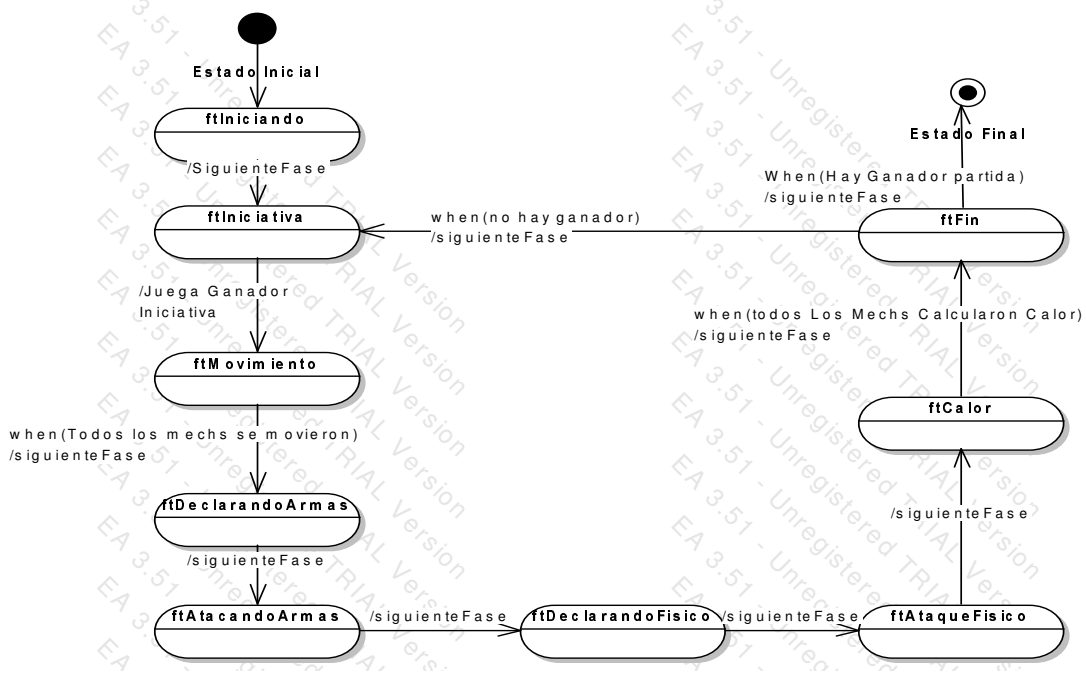 Estado Inicial
ftIniciando
/SiguienteFase
ftIniciativa
/Juega Ganador
Iniciativa
ftMovimiento
when(Todos los mechs se movieron)
/siguienteFase
ftDeclarandoArmas
/siguienteFase
ftAtacandoArmas
/siguienteFase
ftDeclarandoFisico
/siguienteFase
ftAtaqueFisico
/siguienteFase
ftCalor
when(todos Los Mechs Calcularon Calor)
/siguienteFase
ftFin
when(no hay ganador)
/siguienteFase
When(Hay Ganador partida)
/siguienteFase
Estado Final
EA 3.51 - Unregistered TRIAL Version